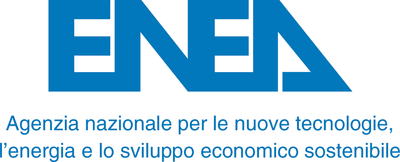 ENEA
Agenzia nazionale per le nuove tecnologie,
l'energia e lo sviluppo economico sostenibile